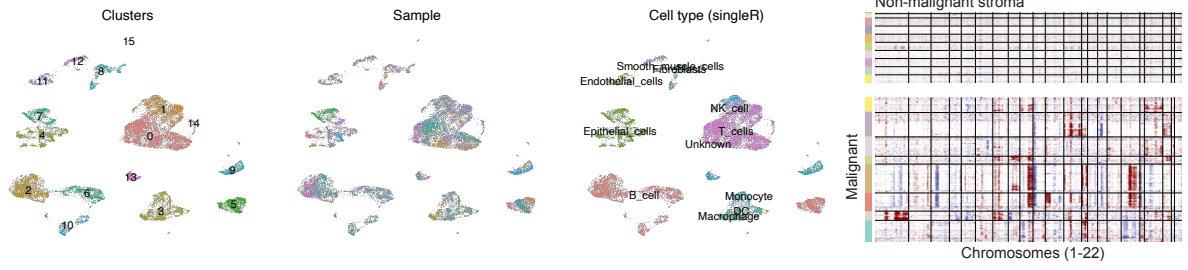 Clusters
15
12
8
11
7
4
1
0
14
13
9
2
6
5
3
10
Sample
Cell type (singleR)
Smooth_muscle_cells
Fibroblasts
Endothelial_cells
NK_cell
Epithelial_cells
T_cells
Unknown
B_cell
Monocyte
DC
Macrophage
Non-malignant stroma
Malignant
Chromosomes (1-22)